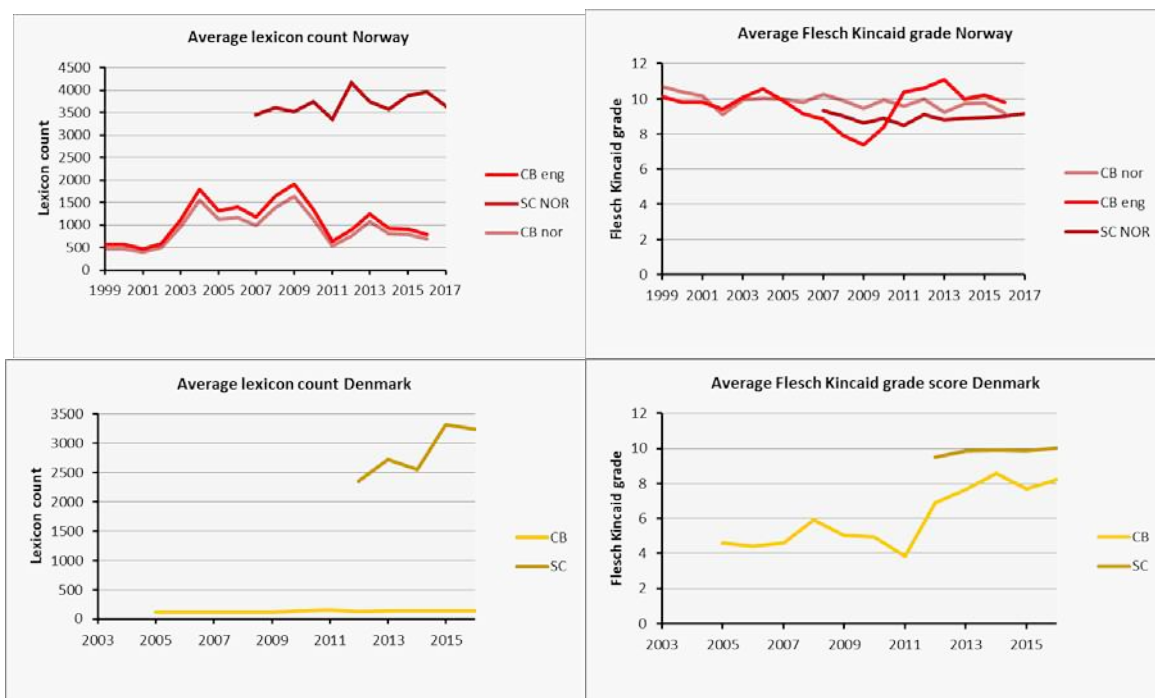 Average lexicon count Norway
4500
4000
3500
3000
2500
2000
1500
1000
500
0
Lexicon count
1999 2001 2003 2005 2007 2009 2011 2013 2015 2017
CB eng
SC NOR
CB nor
Average Flesch Kincaid grade Norway
12
10
8
6
4
2
0
Flesch Kincaid grade
1999 2001 2003 2005 2007 2009 2011 2013 2015 2017
CB nor
CB eng
SC NOR
Average lexicon count Denmark
3500
3000
2500
2000
1500
1000
500
0
Lexicon count
2003 2005 2007 2009 2011 2013 2015
CB
SC
Average Flesch Kincaid grade score Denmark
12
10
8
6
4
2
0
Flesch Kincaid grade
2003 2005 2007 2009 2011 2013 2015
CB
SC